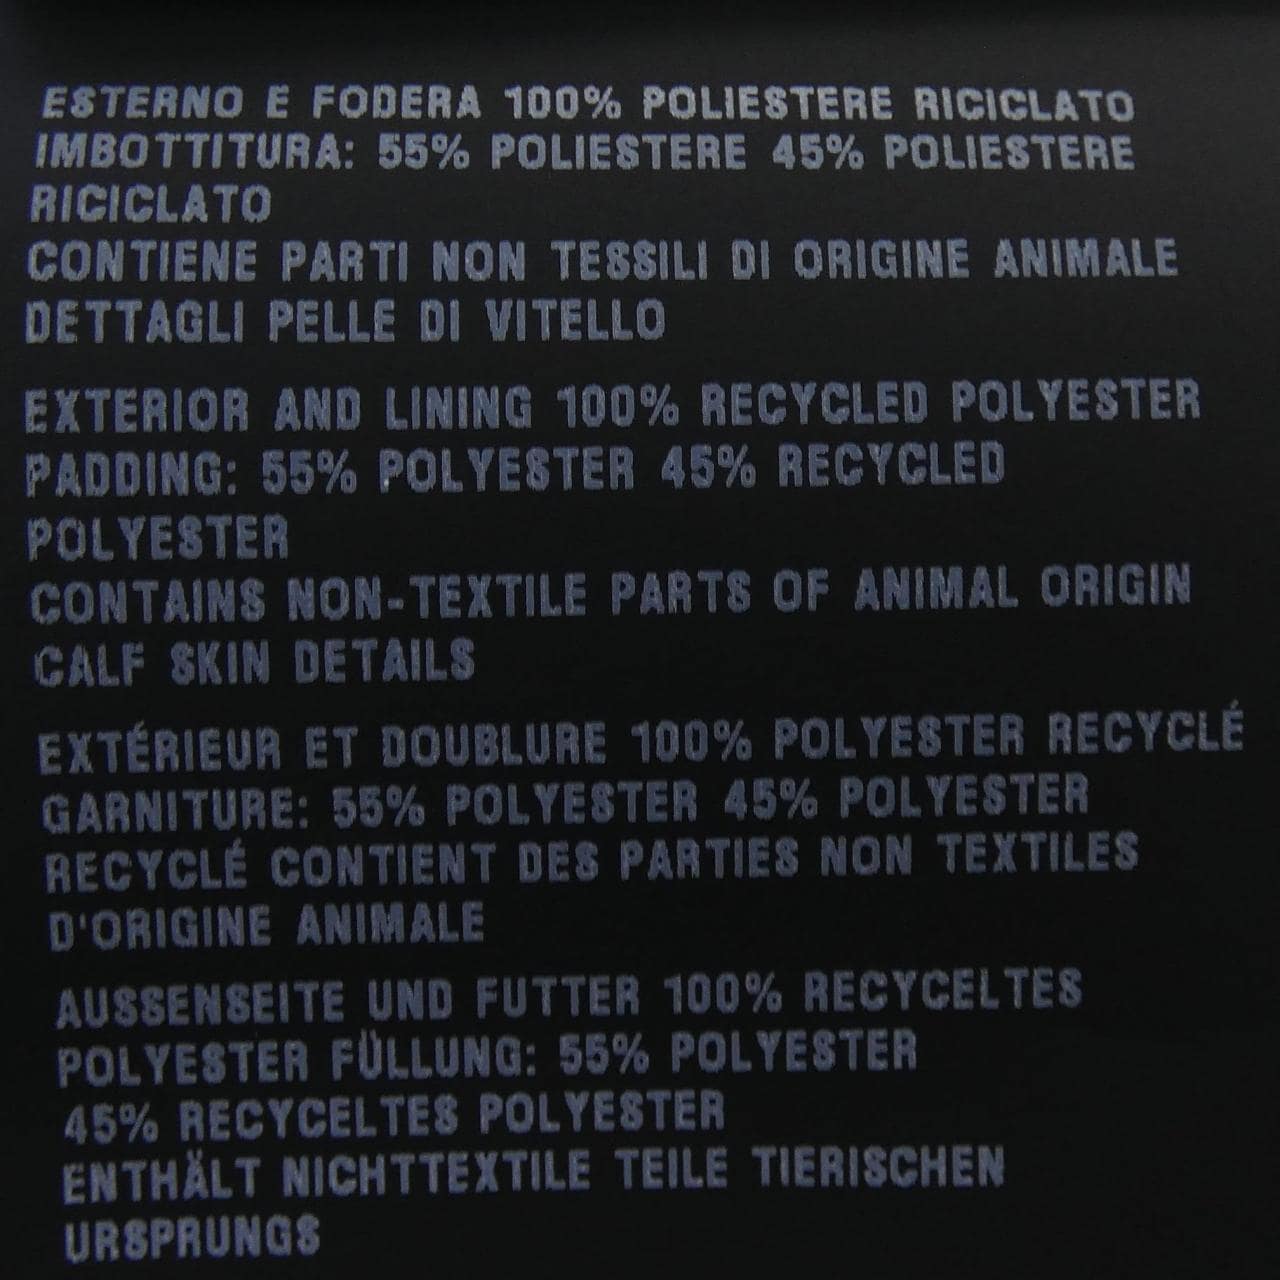 ESTERNO E FODERA 100% POLIESTERE RICICLATO
IMBOTTITURA: 55% POLIESTERE 45% POLIESTERE
RICICLATO
CONTIENE PARTI NON TESSILI DI ORIGINE ANIMALE
DETTAGLI PELLE DI VITELLO
EXTERIOR AND LINING 100% RECYCLED POLYESTER
PADDING: 55% POLYESTER 45% RECYCLED
POLYESTER
CONTAINS NON-TEXTILE PARTS OF ANIMAL ORIGIN
CALF SKIN DETAILS
EXTÉRIEUR ET DOUBLURE 100% POLYESTER RECYCLÉ
GARNITURE: 55% POLYESTER 45% POLYESTER
RECYCLÉ CONTIENT DES PARTIES NON TEXTILES
D'ORIGINE ANIMALE
AUSSENSEITE UND FUTTER 100% RECYCELTES
POLYESTER FÜLLUNG: 55% POLYESTER
45% RECYCELTES POLYESTER
ENTHÄLT NICHTTEXTILE TEILE TIERISCHEN
URSPRUNGS